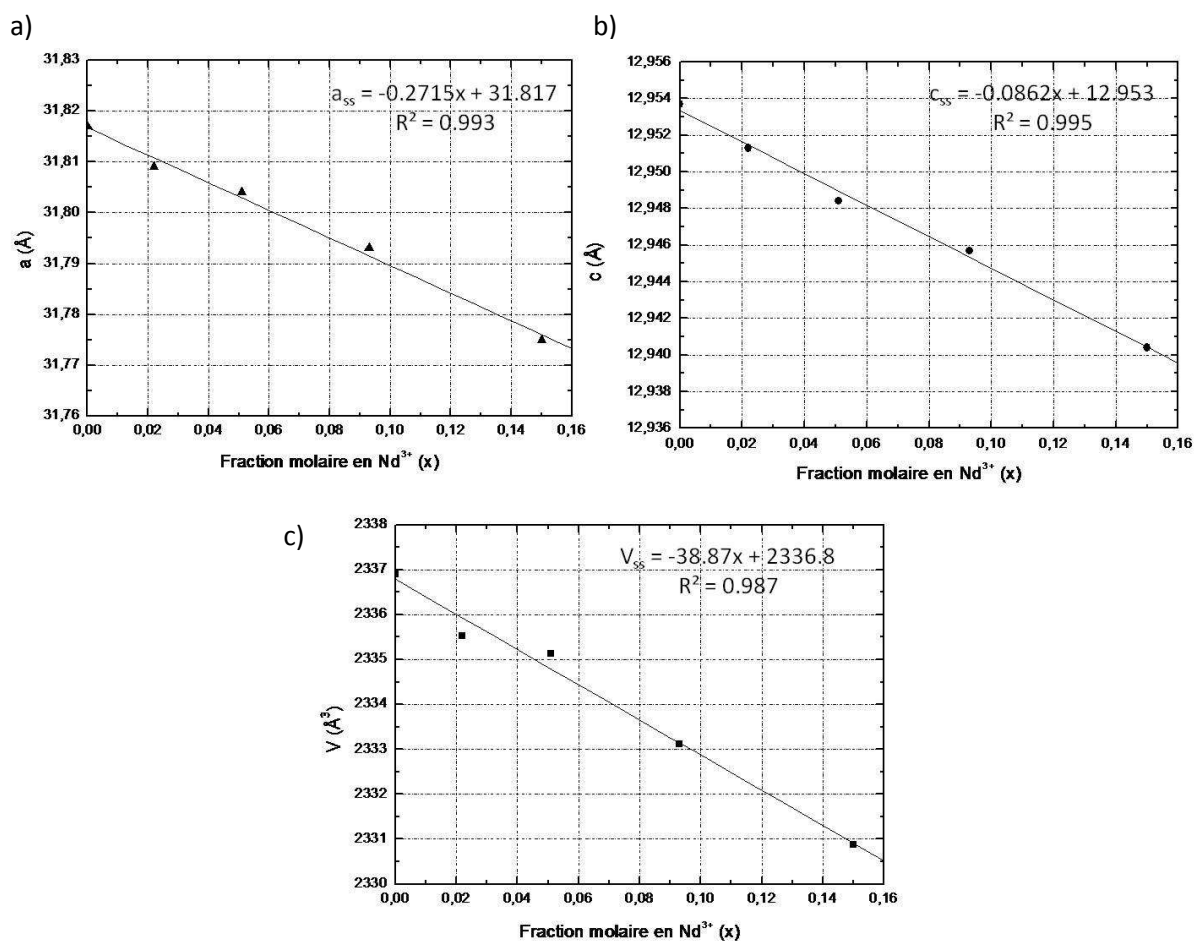 a)
31,83
31,82
31,81
31,80
31,79
31,78
31,77
31,76
a (Å)
a_ss = -0.2715x + 31.817
R² = 0.993
0,00 0,02 0,04 0,06 0,08 0,10 0,12 0,14 0,16
Fraction molaire en Nd³⁺ (x)
b)
12,956
12,954
12,952
12,950
12,948
12,946
12,944
12,942
12,940
12,938
12,936
c (Å)
c_ss = -0.0862x + 12.953
R² = 0.995
0,00 0,02 0,04 0,06 0,08 0,10 0,12 0,14 0,16
Fraction molaire en Nd³⁺ (x)
c)
2338
2337
2336
2335
2334
2333
2332
2331
2330
V (Å³)
V_ss = -38.87x + 2336.8
R² = 0.987
0,00 0,02 0,04 0,06 0,08 0,10 0,12 0,14 0,16
Fraction molaire en Nd³⁺ (x)